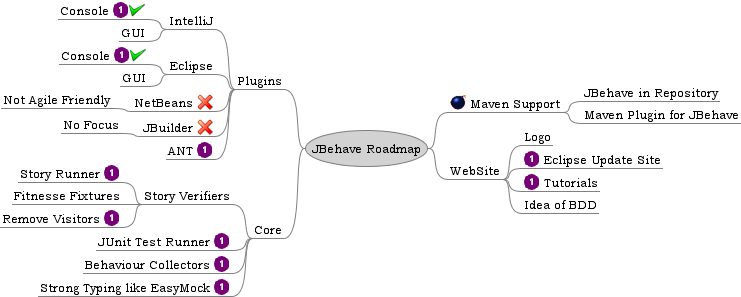 Console 1
IntelliJ
GUI
Console 1
Eclipse
GUI
Plugins
Not Agile Friendly
NetBeans
No Focus
JBuilder
ANT 1
JBehave Roadmap
Maven Support
JBehave in Repository
Maven Plugin for JBehave
WebSite
Logo
1 Eclipse Update Site
1 Tutorials
Idea of BDD
Story Runner 1
Story Verifiers
Fitnesse Fixtures
Remove Visitors 1
Core
JUnit Test Runner 1
Behaviour Collectors 1
Strong Typing like EasyMock 1